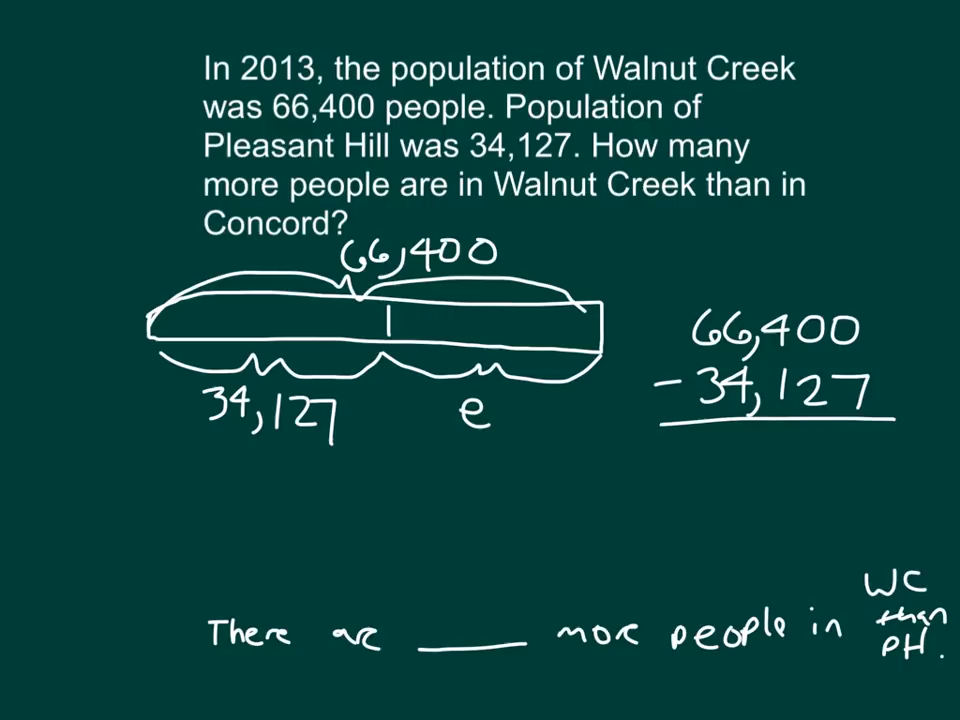 In 2013, the population of Walnut Creek
was 66,400 people. Population of
Pleasant Hill was 34,127. How many
more people are in Walnut Creek than in
Concord?
66,400
34,127
e
66,400
- 34,127
There are ____ more people in WC
than
PH.